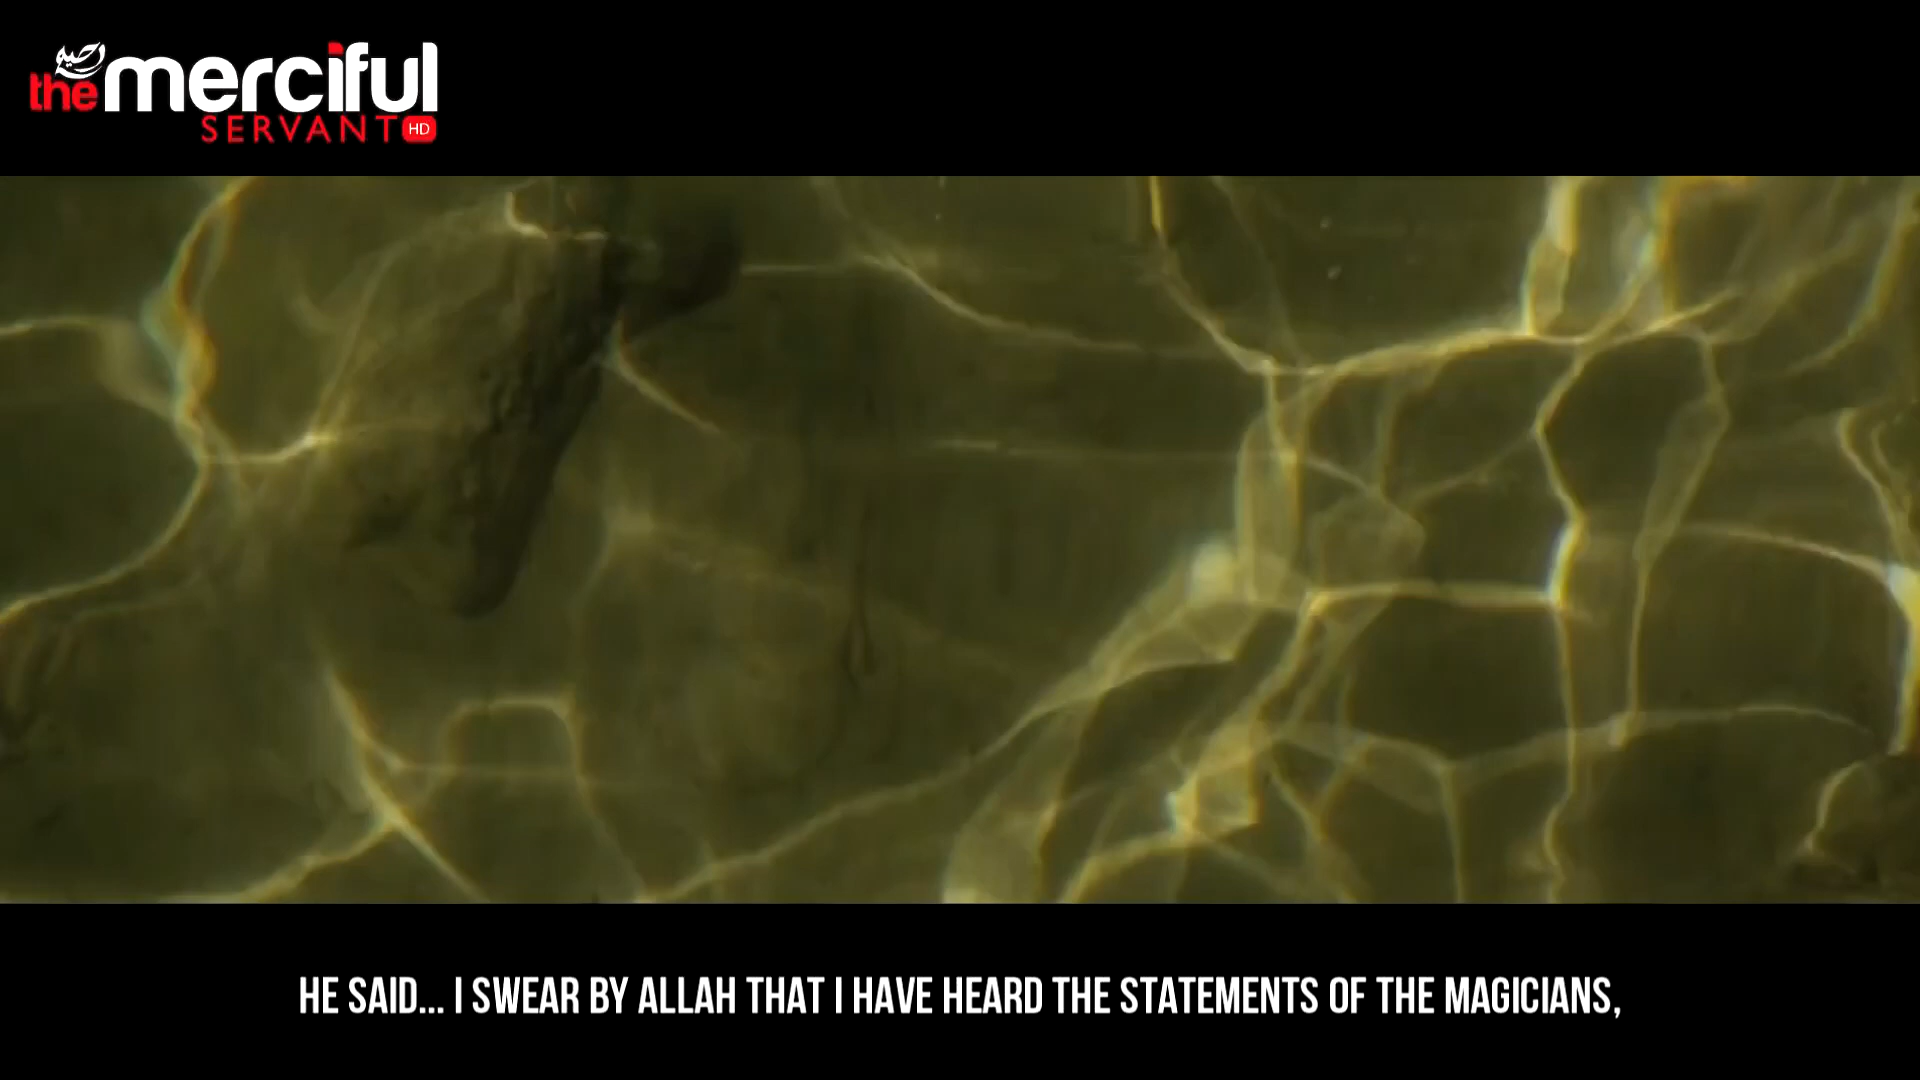 the merciful
SERVANT HD
HE SAID... I SWEAR BY ALLAH THAT I HAVE HEARD THE STATEMENTS OF THE MAGICIANS,